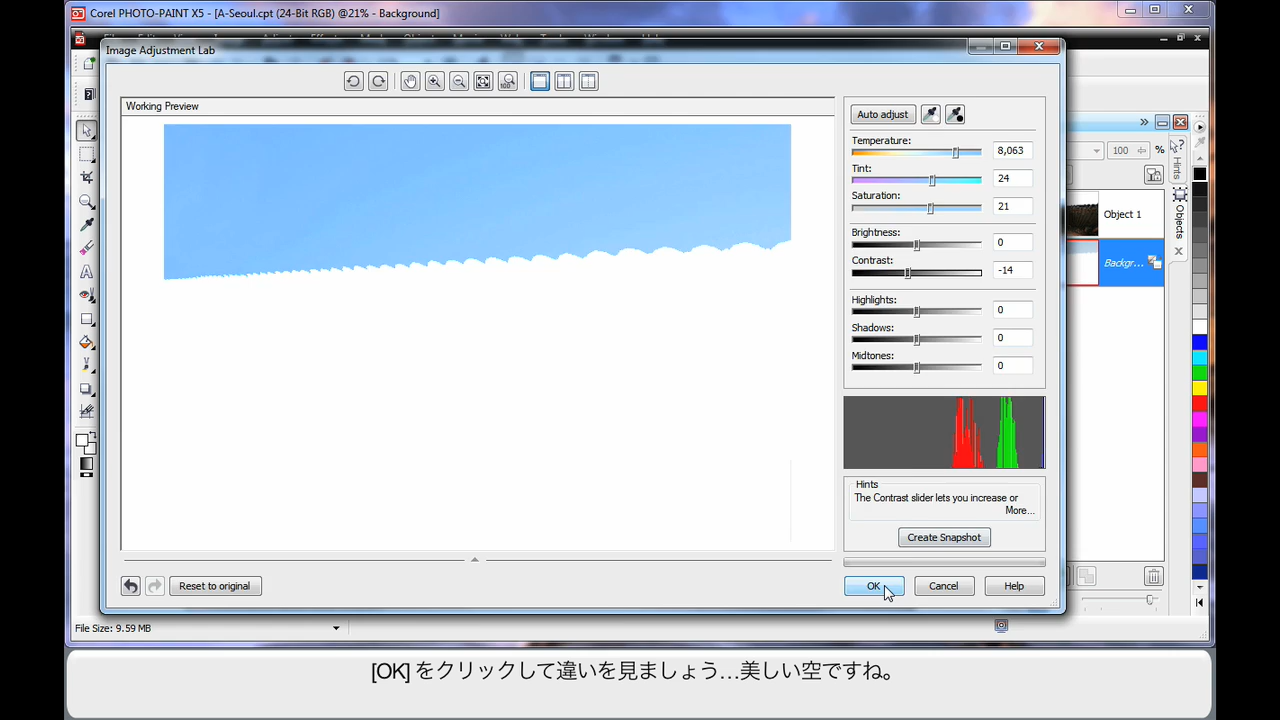 Corel PHOTO-PAINT X5 - [A-Seoul.cpt (24-Bit RGB) @21% - Background]
Image Adjustment Lab
Working Preview
Auto adjust
Temperature:
8,063
Tint:
24
Saturation:
21
Brightness:
0
Contrast:
-14
Highlights:
0
Shadows:
0
Midtones:
0
Hints
The Contrast slider lets you increase or
More...
Create Snapshot
Reset to original
OK
Cancel
Help
100 %
Hints
Objects
Object 1
Backgr...
File Size: 9.59 MB
[OK] をクリックして違いを見ましょう…美しい空ですね。